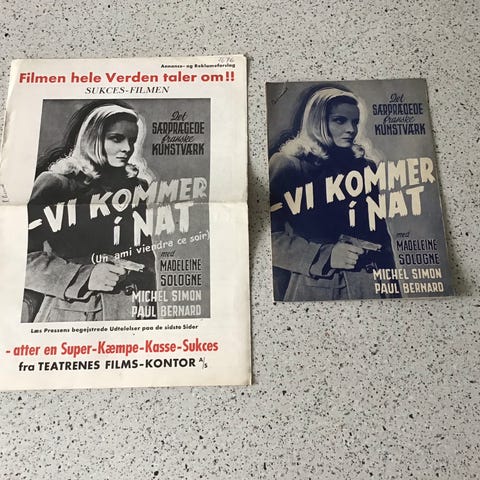 1676
Annonce- og Reklameforslag
Filmen hele Verden taler om!!
SUKCES-FILMEN
Det
SÆRPRÆGEDE
franske
KUNSTVÆRK
-VI KOMMER
i NAT
(Un ami viendra ce soir)
med
MADELEINE
SOLOGNE
MICHEL SIMON
PAUL BERNARD
Læs Pressens begejstrede Udtalelser paa de sidste Sider
- atter en Super-Kæmpe-Kasse-Sukces
fra TEATRENES FILMS-KONTOR A/S
Det
SÆRPRÆGEDE
franske
KUNSTVÆRK
-VI KOMMER
i NAT
med
MADELEINE
SOLOGNE
MICHEL SIMON
PAUL BERNARD